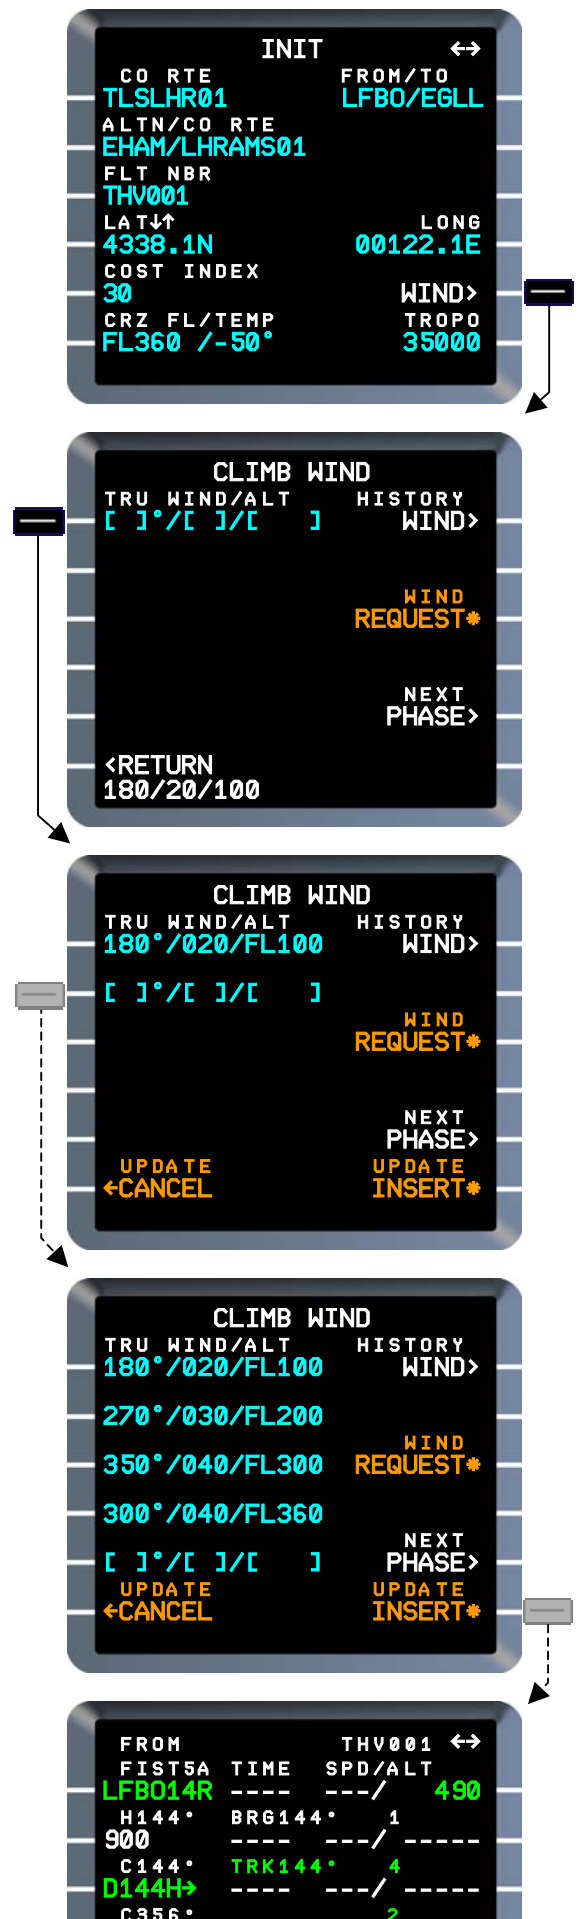 INIT ↔
CO RTE FROM/TO
TLSLHR01 LFBO/EGLL
ALTN/CO RTE
EHAM/LHRAMS01
FLT NBR
THV001
LAT↓↑ LONG
4338.1N 00122.1E
COST INDEX
30 WIND>
CRZ FL/TEMP TROPO
FL360 /-50° 35000
CLIMB WIND
TRU WIND/ALT HISTORY
[ ]°/[ ]/[ ] WIND>
WIND
REQUEST*
NEXT
PHASE>
<RETURN
180/20/100
CLIMB WIND
TRU WIND/ALT HISTORY
180°/020/FL100 WIND>
[ ]°/[ ]/[ ]
WIND
REQUEST*
NEXT
PHASE>
UPDATE UPDATE
←CANCEL INSERT*
CLIMB WIND
TRU WIND/ALT HISTORY
180°/020/FL100 WIND>
270°/030/FL200
WIND
350°/040/FL300 REQUEST*
300°/040/FL360
NEXT
[ ]°/[ ]/[ ] PHASE>
UPDATE UPDATE
←CANCEL INSERT*
FROM THV001 ↔
FIST5A TIME SPD/ALT
LFBO14R ---- ---/ 490
H144° BRG144° 1
900 ---- ---/ -----
C144° TRK144° 4
D144H→ ---- ---/ -----
C356° 2